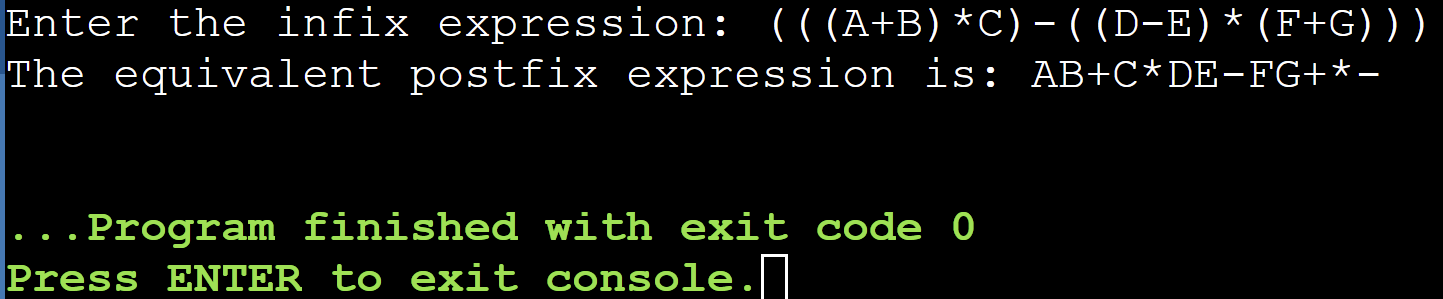 Enter the infix expression: (((A+B)*C)-((D-E)*(F+G)))
The equivalent postfix expression is: AB+C*DE-FG+*-
...Program finished with exit code 0
Press ENTER to exit console.